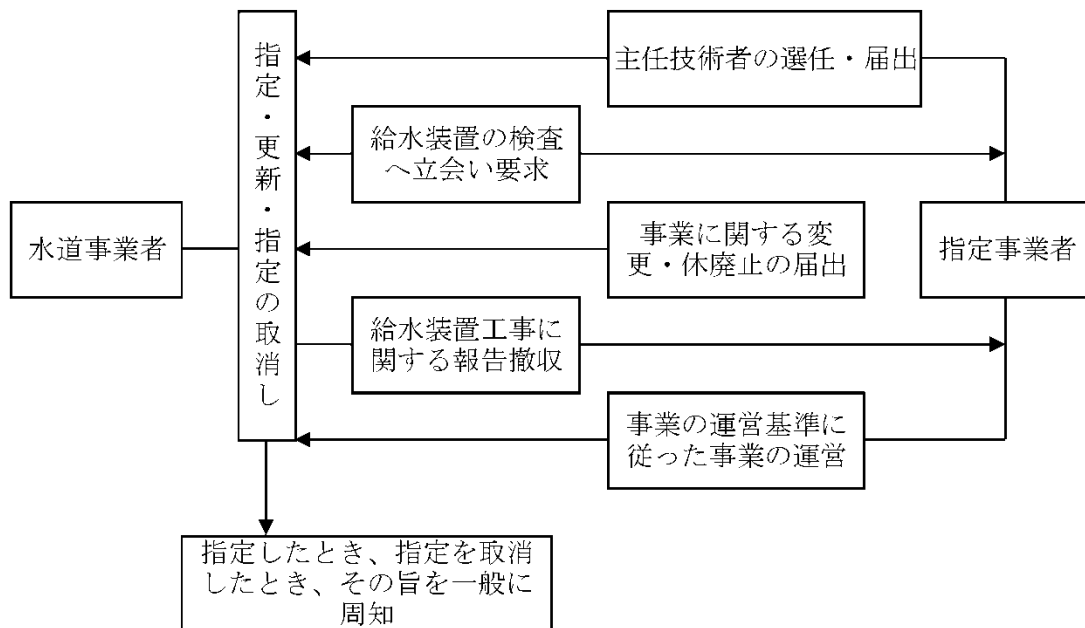 主任技術者の選任・届出
指定・更新・指定の取消し
給水装置の検査
へ立会い要求
水道事業者
事業に関する変
更・休廃止の届出
指定事業者
給水装置工事に
関する報告撤収
事業の運営基準に
従った事業の運営
指定したとき、指定を取消
したとき、その旨を一般に
周知